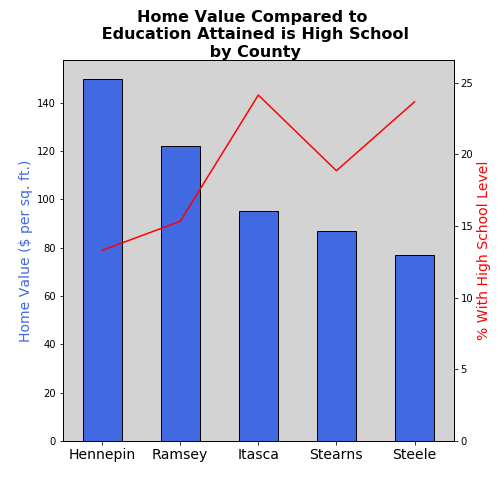 Home Value Compared to
Education Attained is High School
by County
Home Value ($ per sq. ft.)
140
120
100
80
60
40
20
0
25
20
15
10
5
0
% With High School Level
Hennepin Ramsey Itasca Stearns Steele